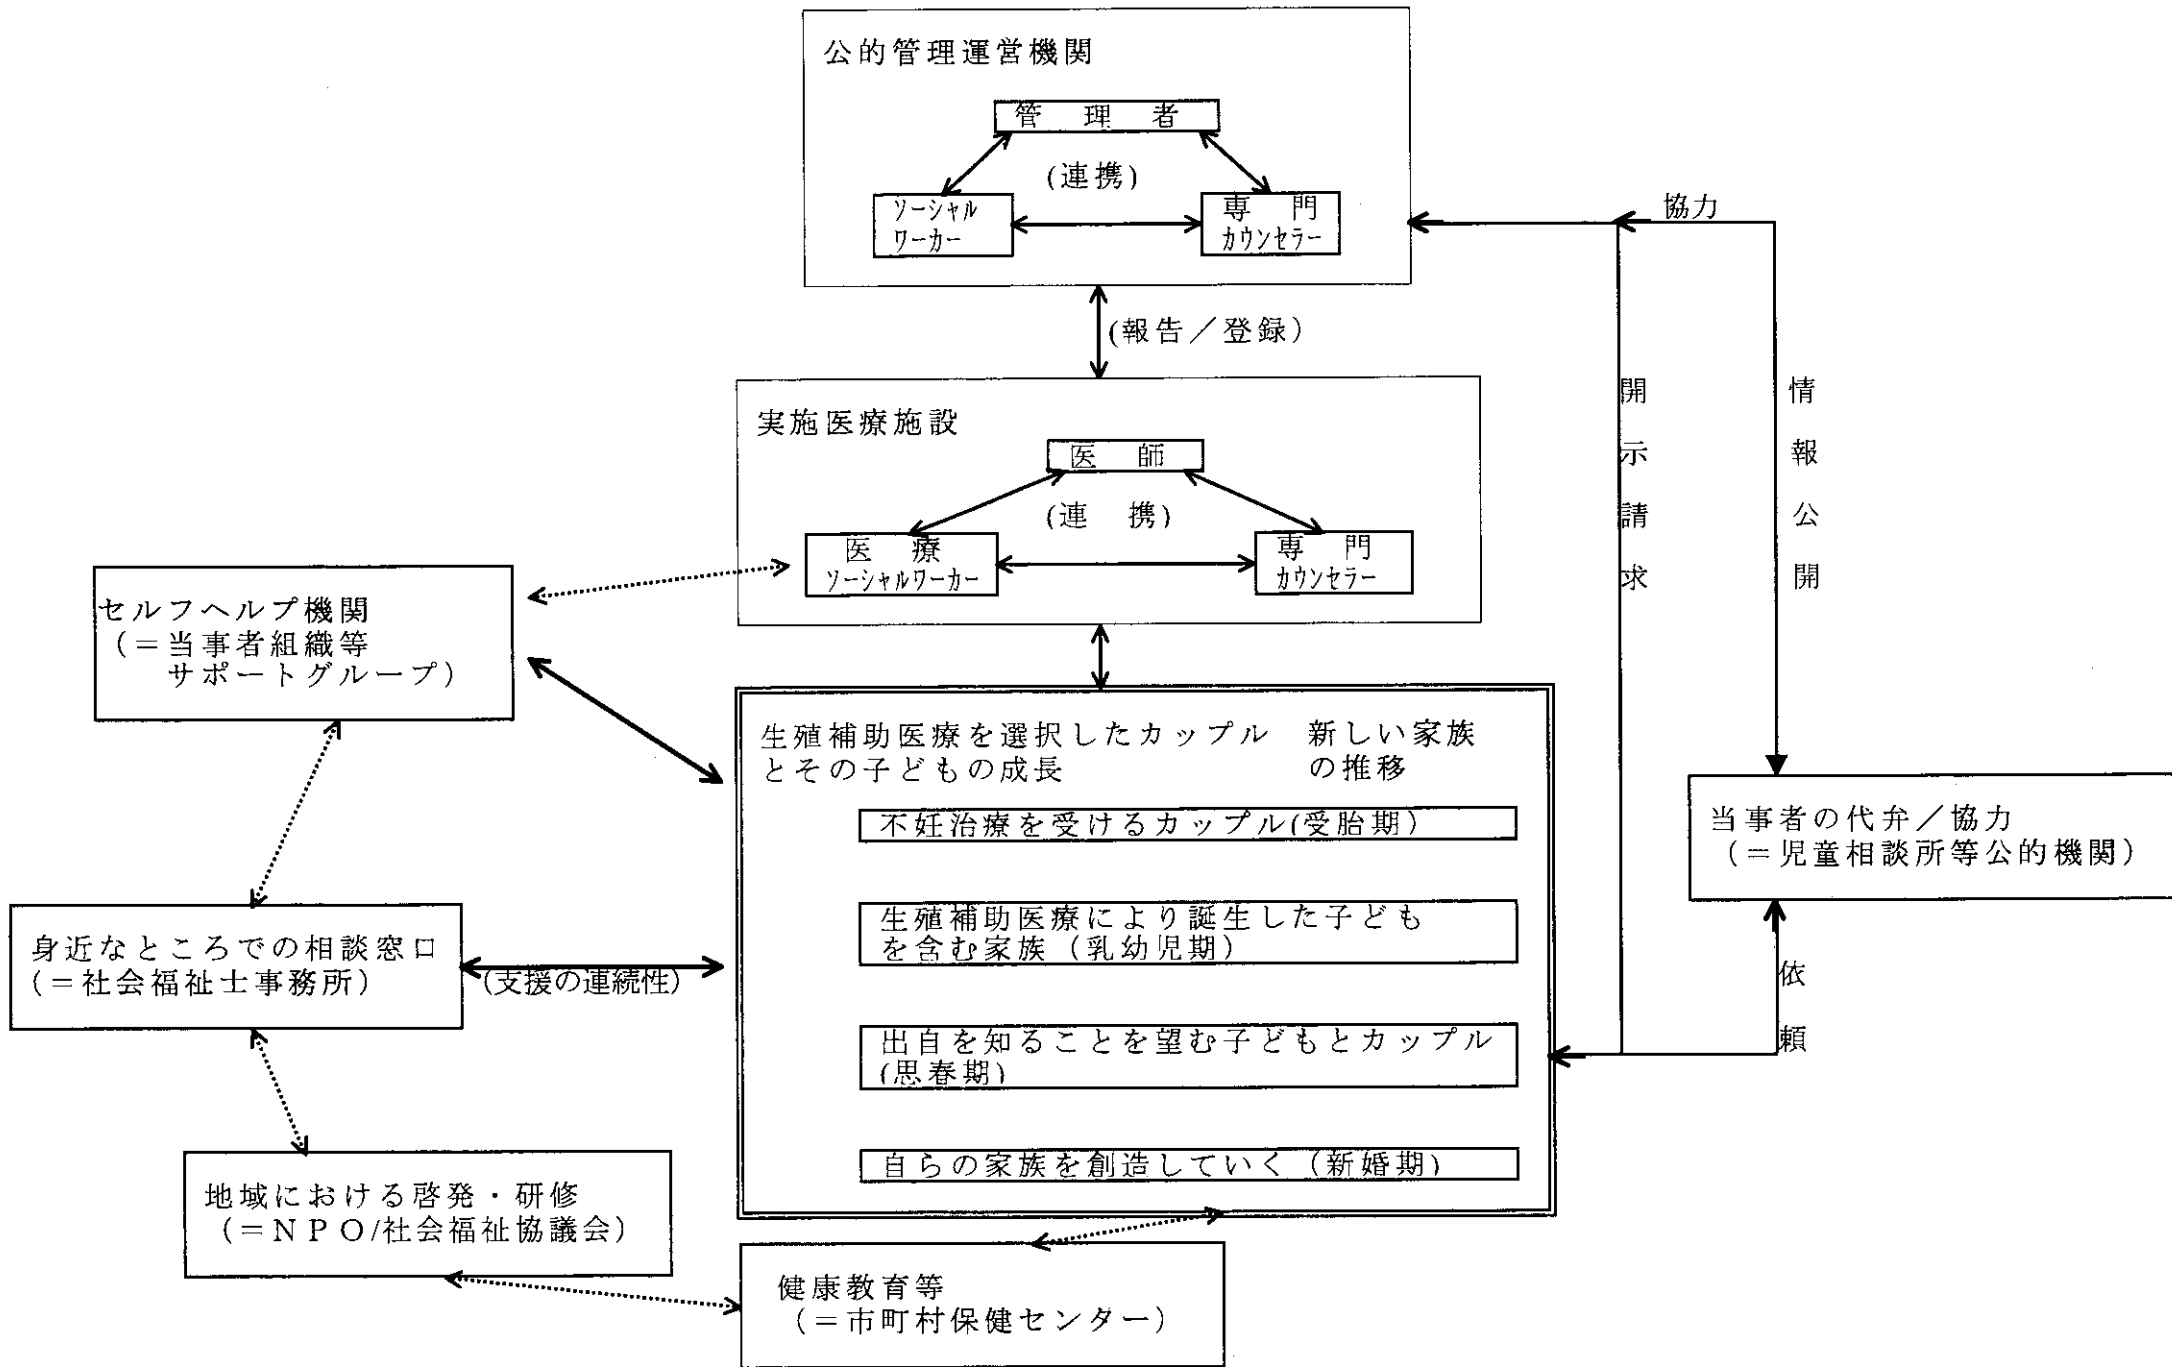 公的管理運営機関
管　理　者
(連携)
ソーシャル
ワーカー
専　門
カウンセラー
協力
(報告／登録）
開示請求
情報公開
実施医療施設
医　師
(連　携)
医　療
ソーシャルワーカー
専　門
カウンセラー
セルフヘルプ機関
（＝当事者組織等
サポートグループ）
生殖補助医療を選択したカップル　新しい家族
とその子どもの成長　の推移
不妊治療を受けるカップル(受胎期）
当事者の代弁／協力
（＝児童相談所等公的機関）
生殖補助医療により誕生した子ども
を含む家族（乳幼児期）
身近なところでの相談窓口
（＝社会福祉士事務所）
(支援の連続性)
依頼
出自を知ることを望む子どもとカップル
(思春期）
自らの家族を創造していく（新婚期）
地域における啓発・研修
（＝ＮＰＯ/社会福祉協議会）
健康教育等
（＝市町村保健センター）